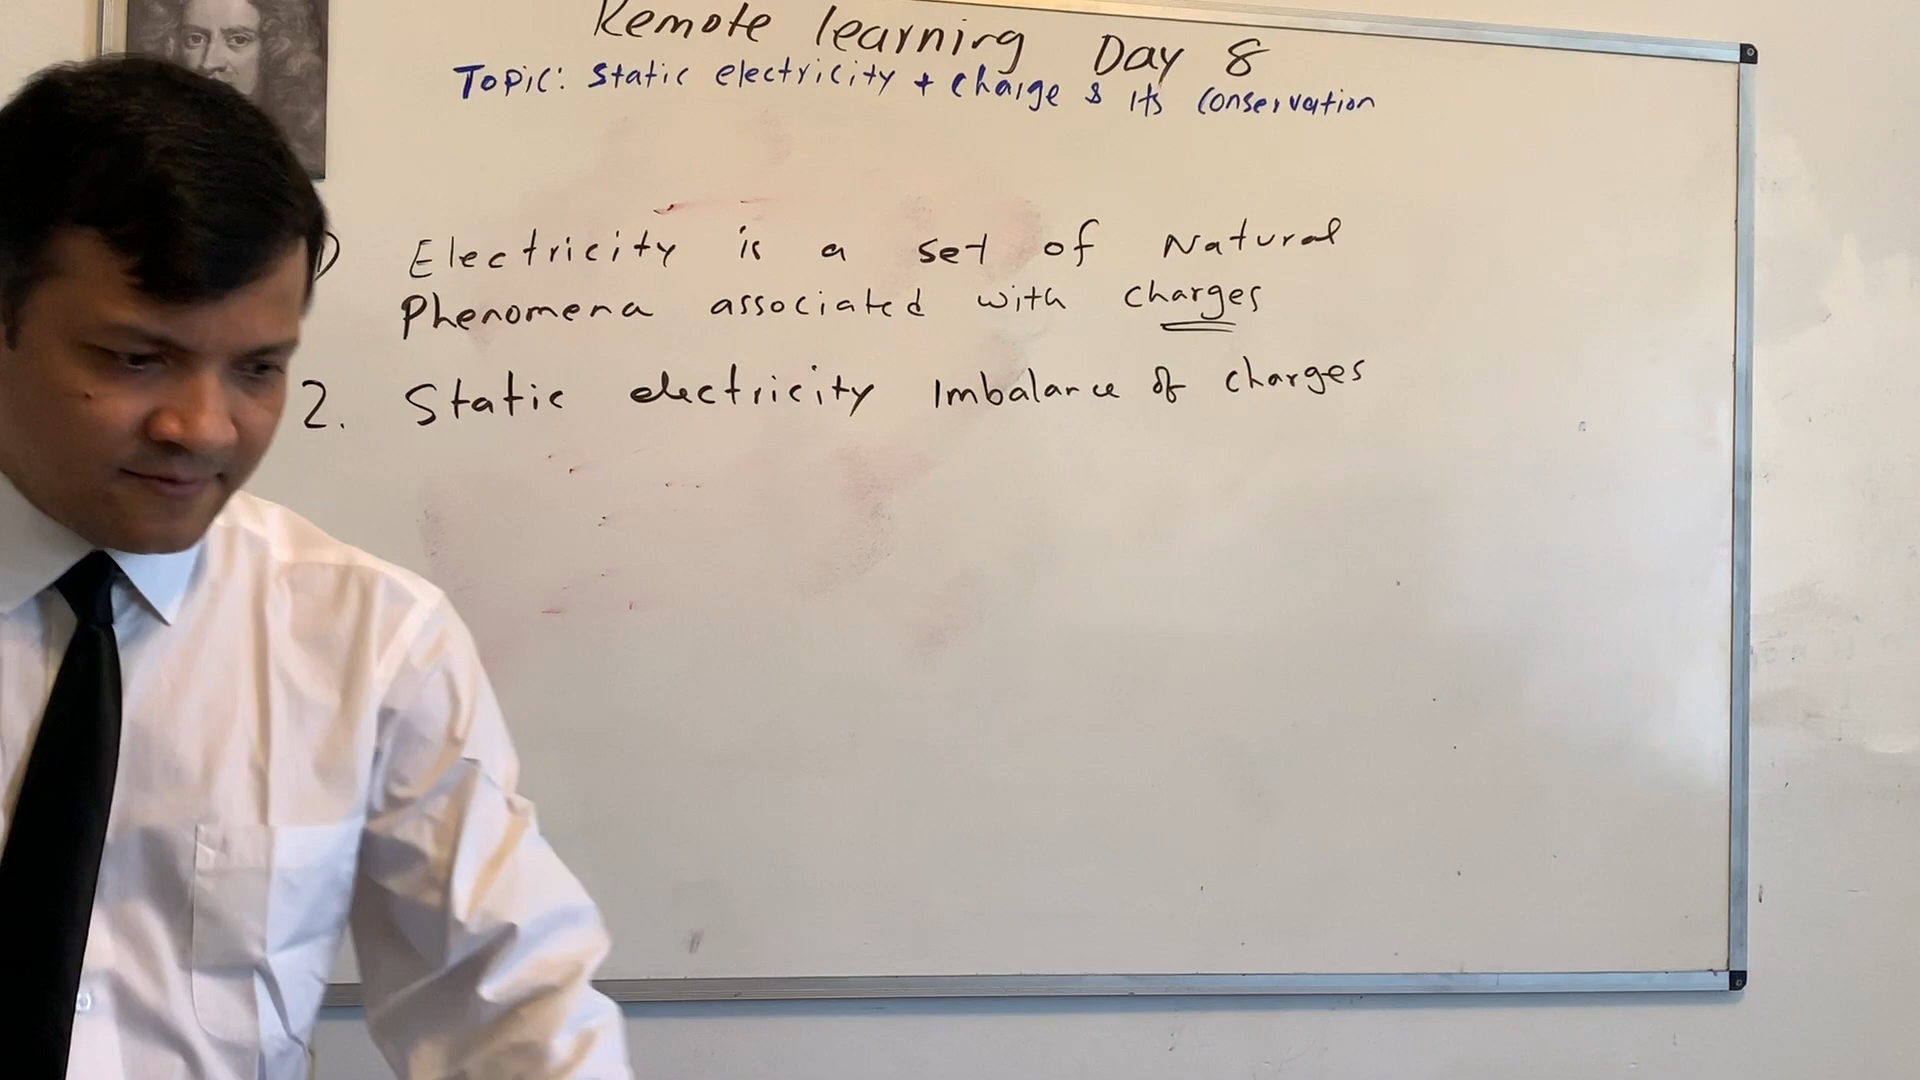 Remote learning Day 8
Topic: Static electricity + Charge & its Conservation
1) Electricity is a set of Natural
Phenomena associated with charges
2. Static electricity Imbalance of charges